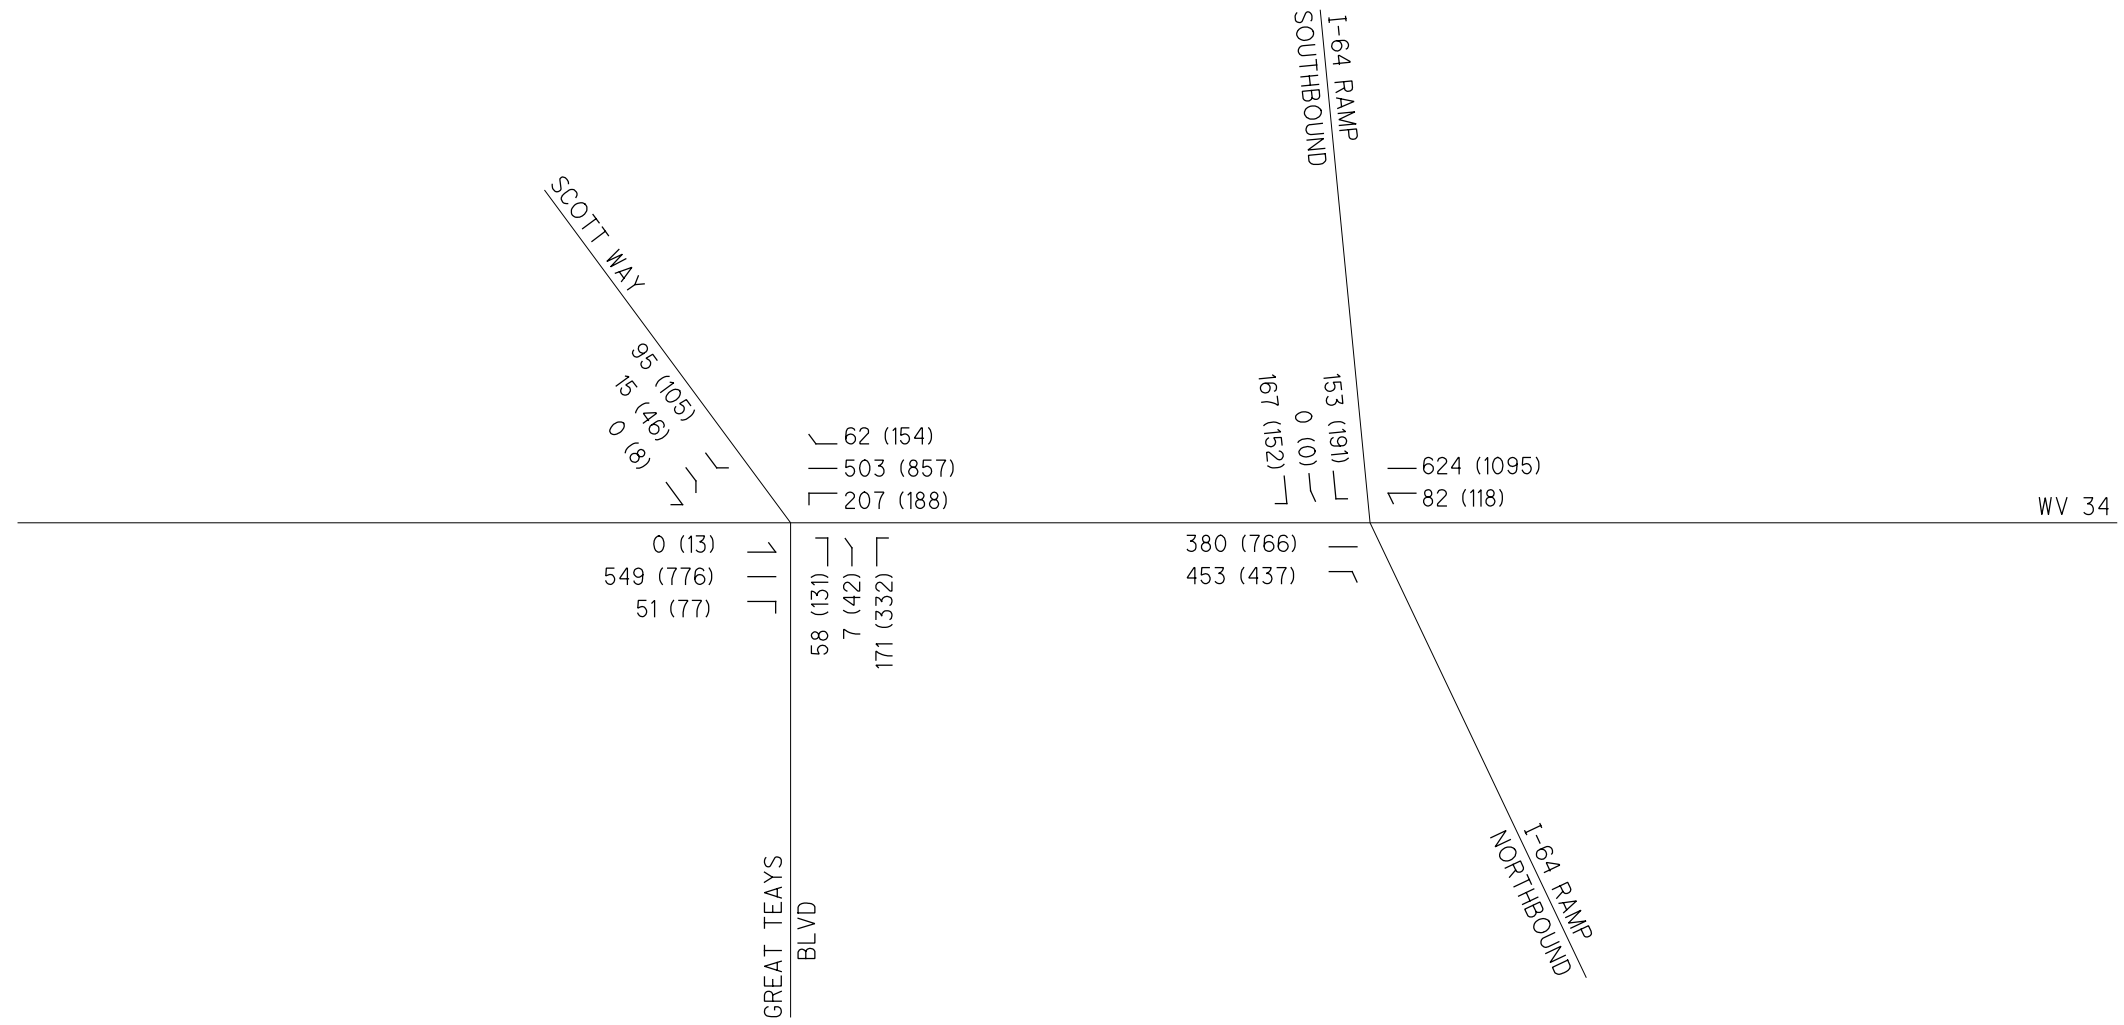 I-64 RAMP
SOUTHBOUND
SCOTT WAY
95 (105)
15 (46)
0 (8)
62 (154)
503 (857)
207 (188)
167 (152)
0 (0)
153 (191)
624 (1095)
82 (118)
WV 34
0 (13)
549 (776)
51 (77)
58 (131)
7 (42)
171 (332)
380 (766)
453 (437)
GREAT TEAYS
BLVD
I-64 RAMP
NORTHBOUND